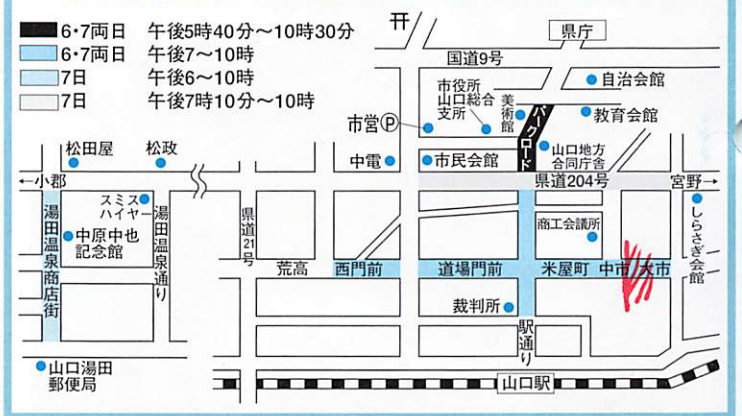 6・7両日 午後5時40分～10時30分
6・7両日 午後7～10時
7日 午後6～10時
7日 午後7時10分～10時
県庁
国道9号
自治会館
市役所
山口総合
支所
美術館
パークロード
教育会館
市営Ⓟ
松田屋
松政
中電
市民会館
山口地方
合同庁舎
←小郡
県道204号
宮野→
スミス
ハイヤー
湯田温泉商店街
中原中也
記念館
湯田温泉通り
県道21号
商工会議所
しらさぎ会館
荒高
西門前
道場門前
米屋町
中市
大市
裁判所
駅通り
山口湯田
郵便局
山口駅